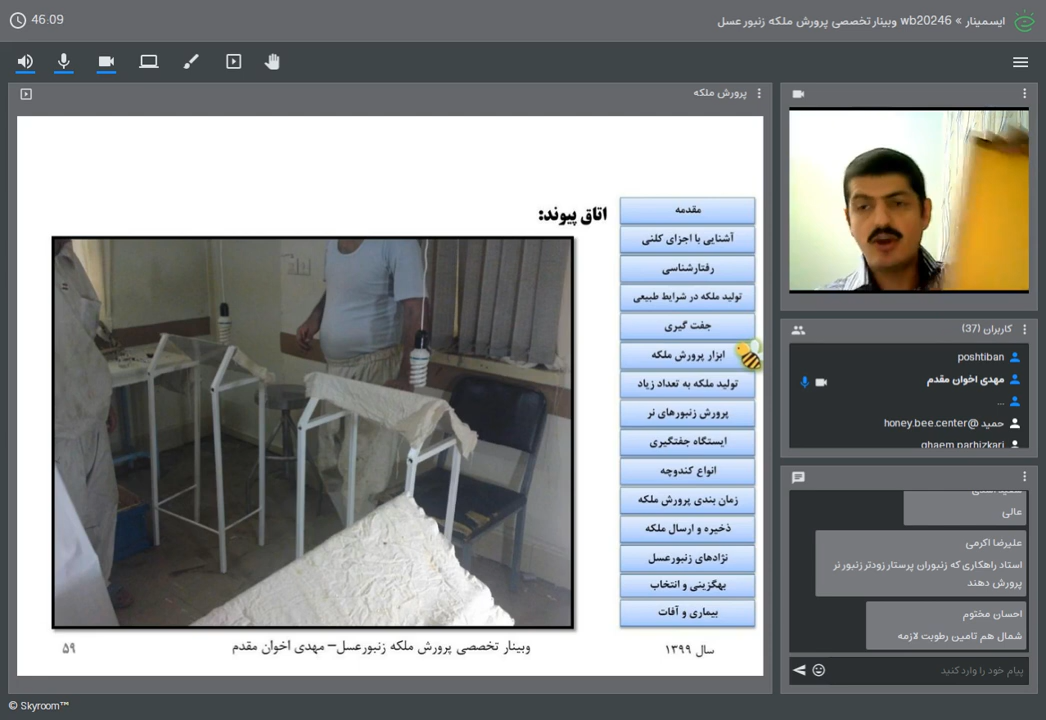 46:09
ایسمینار » wb20246 وبینار تخصصی پرورش ملکه زنبور عسل
پرورش ملکه
اتاق پیوند:
مقدمه
آشنایی با اجزای کلنی
رفتارشناسی
تولید ملکه در شرایط طبیعی
جفت گیری
ابزار پرورش ملکه
تولید ملکه به تعداد زیاد
پرورش زنبورهای نر
ایستگاه جفتگیری
انواع کندوچه
زمان بندی پرورش ملکه
ذخیره و ارسال ملکه
نژادهای زنبورعسل
بهگزینی و انتخاب
بیماری و آفات
سال ۱۳۹۹
وبینار تخصصی پرورش ملکه زنبورعسل– مهدی اخوان مقدم
۵۹
کاربران (37)
poshtiban
مهدی اخوان مقدم
...
حمید @honey.bee.center
ghaem parhizkari
عالی
علیرضا اکرمی
استاد راهکاری که زنبوران پرستار زودتر زنبور نر
پرورش دهند
احسان مختوم
شمال هم تامین رطوبت لازمه
پیام خود را وارد کنید
© Skyroom™